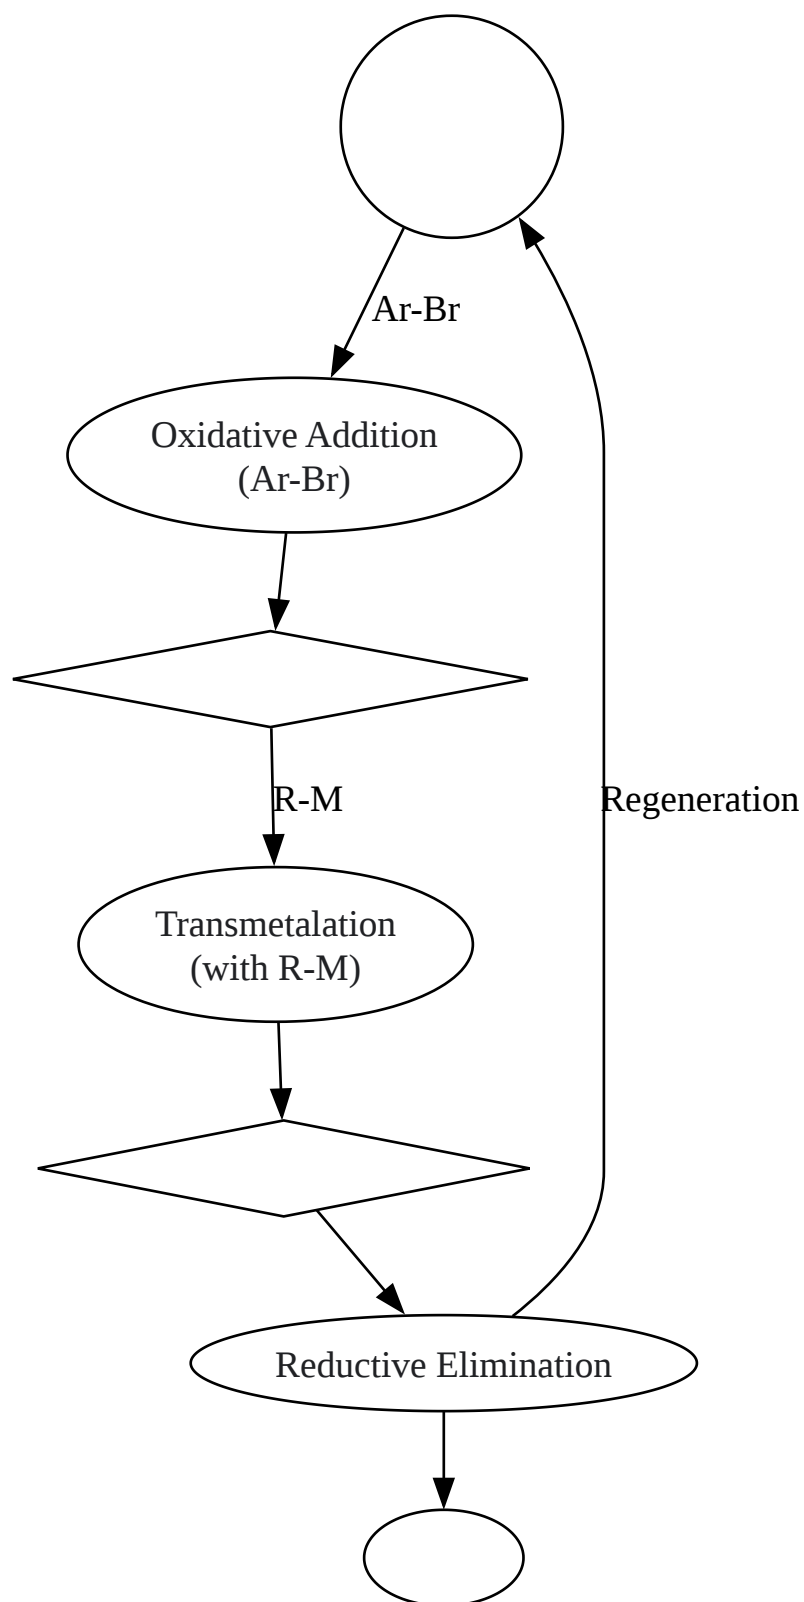 Ar-Br
Oxidative Addition
(Ar-Br)
R-M
Regeneration
Transmetalation
(with R-M)
Reductive Elimination